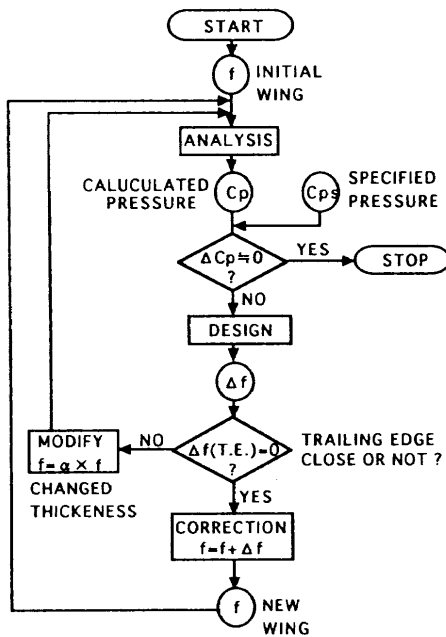 START
f
INITIAL
WING
ANALYSIS
CALUCULATED
PRESSURE
Cp
Cps
SPECIFIED
PRESSURE
ΔCp≒0
?
YES
STOP
NO
DESIGN
Δf
MODIFY
f=α × f
CHANGED
THICKENESS
NO
Δf(T.E.)≃0
?
TRAILING EDGE
CLOSE OR NOT ?
YES
CORRECTION
f=f+Δf
f
NEW
WING